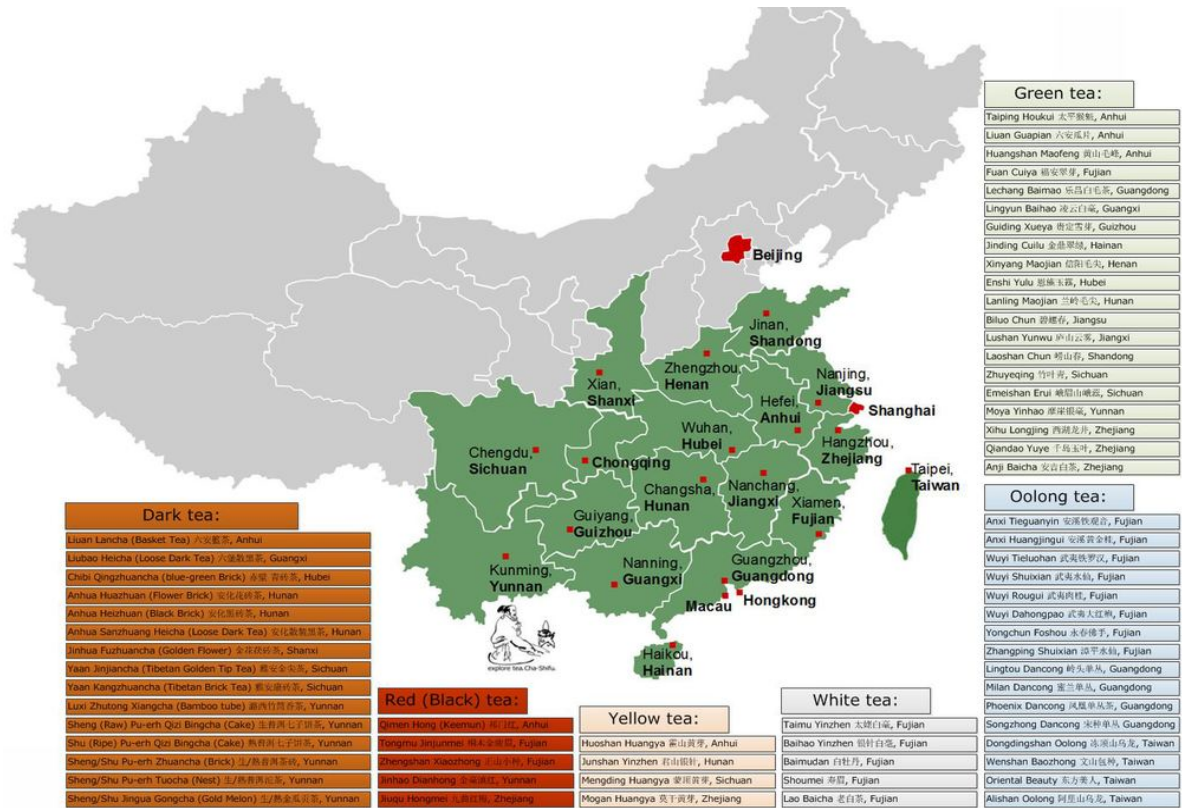 Beijing
Jinan,
Shandong
Zhengzhou,
Henan
Xian,
Shanxi
Nanjing,
Jiangsu
Hefei,
Anhui
Shanghai
Wuhan,
Hubei
Hangzhou,
Zhejiang
Chengdu,
Sichuan
Chongqing
Changsha,
Hunan
Nanchang,
Jiangxi
Taipei,
Taiwan
Xiamen,
Fujian
Guiyang,
Guizhou
Kunming,
Yunnan
Nanning,
Guangxi
Guangzhou,
Guangdong
Macau
Hongkong
Haikou,
Hainan
explore tea.Cha-Shifu.
Green tea:
Taiping Houkui 太平猴魁, Anhui
Liuan Guapian 六安瓜片, Anhui
Huangshan Maofeng 黄山毛峰, Anhui
Fuan Cuiya 福安翠芽, Fujian
Lechang Baimao 乐昌白毛茶, Guangdong
Lingyun Baihao 凌云白毫, Guangxi
Guiding Xueya 贵定雪芽, Guizhou
Jinding Cuilu 金鼎翠绿, Hainan
Xinyang Maojian 信阳毛尖, Henan
Enshi Yulu 恩施玉露, Hubei
Lanling Maojian 兰岭毛尖, Hunan
Biluo Chun 碧螺春, Jiangsu
Lushan Yunwu 庐山云雾, Jiangxi
Laoshan Chun 崂山春, Shandong
Zhuyeqing 竹叶青, Sichuan
Emeishan Erui 峨眉山峨蕊, Sichuan
Moya Yinhao 摩崖银毫, Yunnan
Xihu Longjing 西湖龙井, Zhejiang
Qiandao Yuye 千岛玉叶, Zhejiang
Anji Baicha 安吉白茶, Zhejiang
Oolong tea:
Anxi Tieguanyin 安溪铁观音, Fujian
Anxi Huangjingui 安溪黄金桂, Fujian
Wuyi Tieluohan 武夷铁罗汉, Fujian
Wuyi Shuixian 武夷水仙, Fujian
Wuyi Rougui 武夷肉桂, Fujian
Wuyi Dahongpao 武夷大红袍, Fujian
Yongchun Foshou 永春佛手, Fujian
Zhangping Shuixian 漳平水仙, Fujian
Lingtou Dancong 岭头单丛, Guangdong
Milan Dancong 蜜兰单丛, Guangdong
Phoenix Dancong 凤凰单丛茶, Guangdong
Songzhong Dancong 宋种单丛 Guangdong
Dongdingshan Oolong 冻顶山乌龙, Taiwan
Wenshan Baozhong 文山包种, Taiwan
Oriental Beauty 东方美人, Taiwan
Alishan Oolong 阿里山乌龙, Taiwan
Dark tea:
Liuan Lancha (Basket Tea) 六安篮茶, Anhui
Liubao Heicha (Loose Dark Tea) 六堡散黑茶, Guangxi
Chibi Qingzhuancha (blue-green Brick) 赤壁 青砖茶, Hubei
Anhua Huazhuan (Flower Brick) 安化花砖茶, Hunan
Anhua Heizhuan (Black Brick) 安化黑砖茶, Hunan
Anhua Sanzhuang Heicha (Loose Dark Tea) 安化散装黑茶, Hunan
Jinhua Fuzhuancha (Golden Flower) 金花茯砖茶, Shanxi
Yaan Jinjiancha (Tibetan Golden Tip Tea) 雅安金尖茶, Sichuan
Yaan Kangzhuancha (Tibetan Brick Tea) 雅安康砖茶, Sichuan
Luxi Zhutong Xiangcha (Bamboo tube) 潞西竹筒香茶, Yunnan
Sheng (Raw) Pu-erh Qizi Bingcha (Cake) 生普洱七子饼茶, Yunnan
Shu (Ripe) Pu-erh Qizi Bingcha (Cake) 熟普洱七子饼茶, Yunnan
Sheng/Shu Pu-erh Zhuancha (Brick) 生/熟普洱茶砖, Yunnan
Sheng/Shu Pu-erh Tuocha (Nest) 生/熟普洱沱茶, Yunnan
Sheng/Shu Jingua Gongcha (Gold Melon) 生/熟金瓜贡茶, Yunnan
Red (Black) tea:
Qimen Hong (Keemun) 祁门红, Anhui
Tongmu Jinjunmei 桐木金骏眉, Fujian
Zhengshan Xiaozhong 正山小种, Fujian
Jinhao Dianhong 金毫滇红, Yunnan
Jiuqu Hongmei 九曲红梅, Zhejiang
Yellow tea:
Huoshan Huangya 霍山黄芽, Anhui
Junshan Yinzhen 君山银针, Hunan
Mengding Huangya 蒙顶黄芽, Sichuan
Mogan Huangya 莫干黄芽, Zhejiang
White tea:
Taimu Yinzhen 太姥白毫, Fujian
Baihao Yinzhen 银针白毫, Fujian
Baimudan 白牡丹, Fujian
Shoumei 寿眉, Fujian
Lao Baicha 老白茶, Fujian